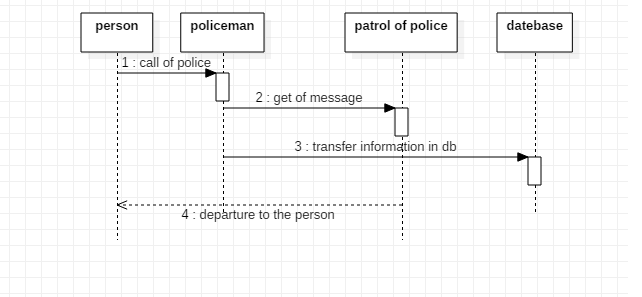 person
policeman
patrol of police
datebase
1 : call of police
2 : get of message
3 : transfer information in db
4 : departure to the person